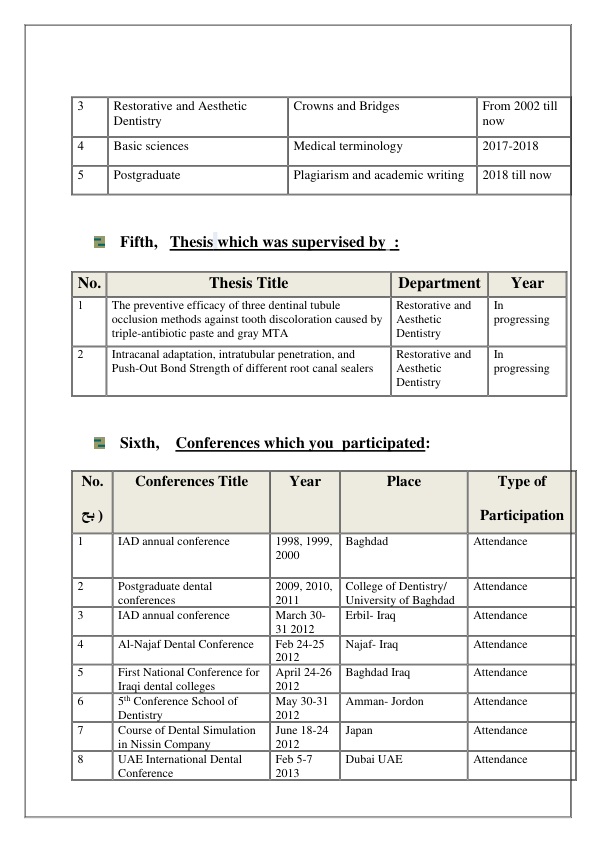 3 Restorative and Aesthetic Crowns and Bridges From 2002 till
Dentistry now
4 Basic sciences Medical terminology 2017-2018
5 Postgraduate Plagiarism and academic writing 2018 till now
Fifth, Thesis which was supervised by :
No. Thesis Title Department Year
1 The preventive efficacy of three dentinal tubule Restorative and In
occlusion methods against tooth discoloration caused by Aesthetic progressing
triple-antibiotic paste and gray MTA Dentistry
2 Intracanal adaptation, intratubular penetration, and Restorative and In
Push-Out Bond Strength of different root canal sealers Aesthetic progressing
Dentistry
Sixth, Conferences which you participated:
No. Conferences Title Year Place Type of
Participation
1 IAD annual conference 1998, 1999, Baghdad Attendance
2000
2 Postgraduate dental 2009, 2010, College of Dentistry/ Attendance
conferences 2011 University of Baghdad
3 IAD annual conference March 30- Erbil- Iraq Attendance
31 2012
4 Al-Najaf Dental Conference Feb 24-25 Najaf- Iraq Attendance
2012
5 First National Conference for April 24-26 Baghdad Iraq Attendance
Iraqi dental colleges 2012
6 5th Conference School of May 30-31 Amman- Jordon Attendance
Dentistry 2012
7 Course of Dental Simulation June 18-24 Japan Attendance
in Nissin Company 2012
8 UAE International Dental Feb 5-7 Dubai UAE Attendance
Conference 2013